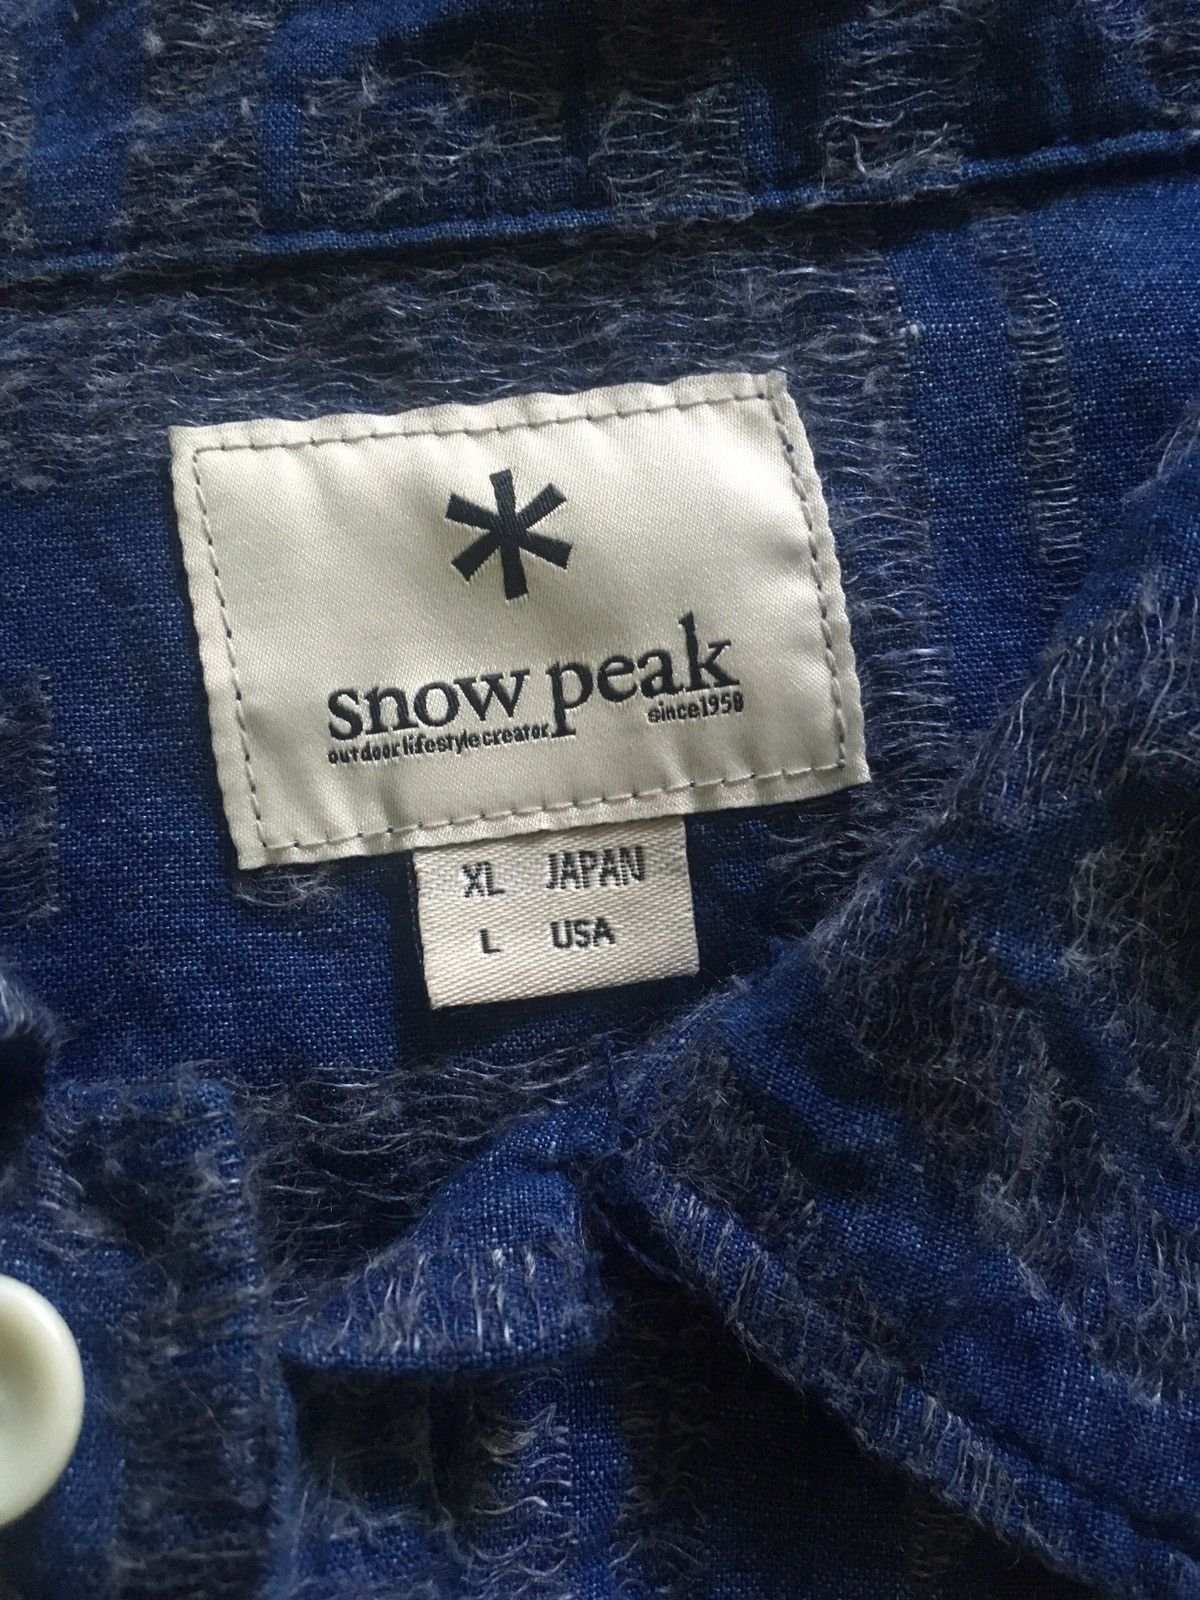 snow peak
outdoor lifestyle creator since1958
XL JAPAN
L USA